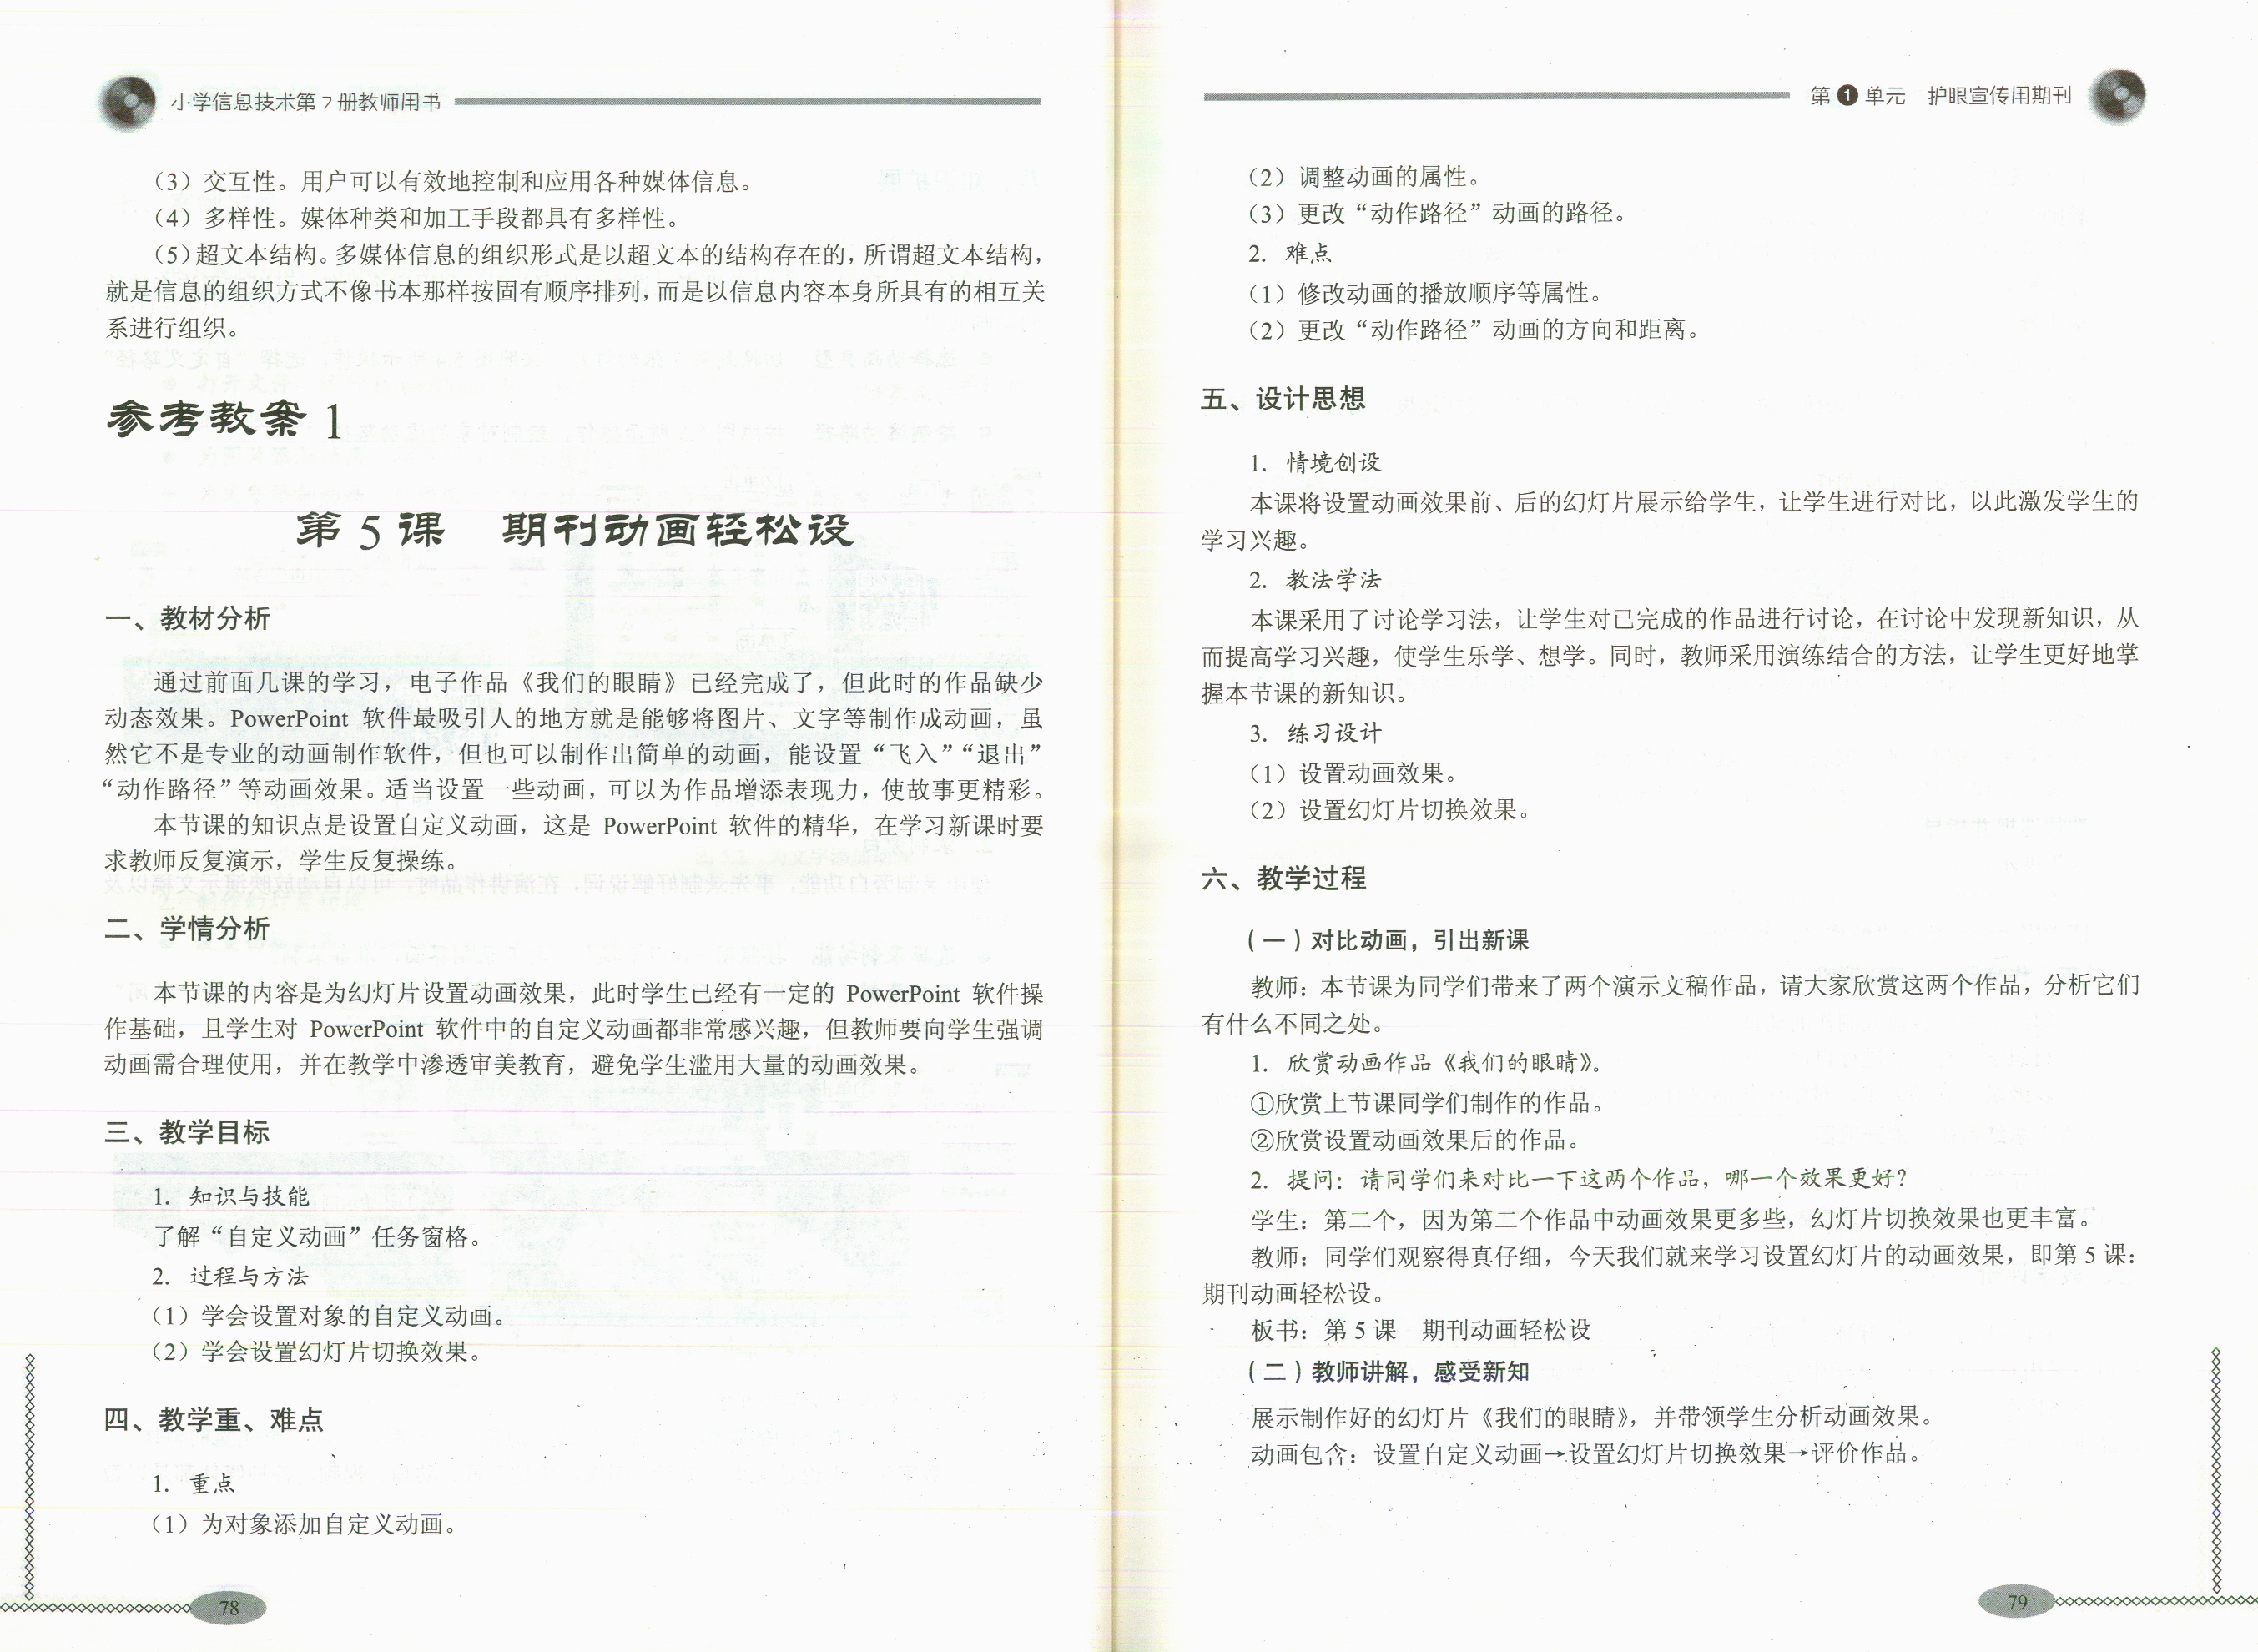 小学信息技术第7册教师用书
（3）交互性。用户可以有效地控制和应用各种媒体信息。
（4）多样性。媒体种类和加工手段都具有多样性。
（5）超文本结构。多媒体信息的组织形式是以超文本的结构存在的，所谓超文本结构，
就是信息的组织方式不像书本那样按固有顺序排列，而是以信息内容本身所具有的相互关
系进行组织。
参考教案 1
第 5 课　期刊动画轻松设
一、教材分析
通过前面几课的学习，电子作品《我们的眼睛》已经完成了，但此时的作品缺少
动态效果。PowerPoint 软件最吸引人的地方就是能够将图片、文字等制作成动画，虽
然它不是专业的动画制作软件，但也可以制作出简单的动画，能设置“飞入”“退出”
“动作路径”等动画效果。适当设置一些动画，可以为作品增添表现力，使故事更精彩。
本节课的知识点是设置自定义动画，这是 PowerPoint 软件的精华，在学习新课时要
求教师反复演示，学生反复操练。
二、学情分析
本节课的内容是为幻灯片设置动画效果，此时学生已经有一定的 PowerPoint 软件操
作基础，且学生对 PowerPoint 软件中的自定义动画都非常感兴趣，但教师要向学生强调
动画需合理使用，并在教学中渗透审美教育，避免学生滥用大量的动画效果。
三、教学目标
1. 知识与技能
了解“自定义动画”任务窗格。
2. 过程与方法
（1）学会设置对象的自定义动画。
（2）学会设置幻灯片切换效果。
四、教学重、难点
1. 重点
（1）为对象添加自定义动画。
78
第 1 单元　护眼宣传用期刊
（2）调整动画的属性。
（3）更改“动作路径”动画的路径。
2. 难点
（1）修改动画的播放顺序等属性。
（2）更改“动作路径”动画的方向和距离。
五、设计思想
1. 情境创设
本课将设置动画效果前、后的幻灯片展示给学生，让学生进行对比，以此激发学生的
学习兴趣。
2. 教法学法
本课采用了讨论学习法，让学生对已完成的作品进行讨论，在讨论中发现新知识，从
而提高学习兴趣，使学生乐学、想学。同时，教师采用演练结合的方法，让学生更好地掌
握本节课的新知识。
3. 练习设计
（1）设置动画效果。
（2）设置幻灯片切换效果。
六、教学过程
（一）对比动画，引出新课
教师：本节课为同学们带来了两个演示文稿作品，请大家欣赏这两个作品，分析它们
有什么不同之处。
1. 欣赏动画作品《我们的眼睛》。
①欣赏上节课同学们制作的作品。
②欣赏设置动画效果后的作品。
2. 提问：请同学们来对比一下这两个作品，哪一个效果更好？
学生：第二个，因为第二个作品中动画效果更多些，幻灯片切换效果也更丰富。
教师：同学们观察得真仔细，今天我们就来学习设置幻灯片的动画效果，即第 5 课：
期刊动画轻松设。
板书：第 5 课　期刊动画轻松设
（二）教师讲解，感受新知
展示制作好的幻灯片《我们的眼睛》，并带领学生分析动画效果。
动画包含：设置自定义动画→设置幻灯片切换效果→评价作品。
79